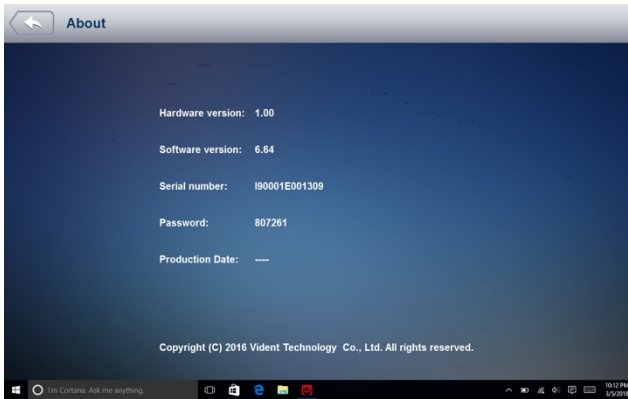 About
Hardware version: 1.00
Software version: 6.64
Serial number: I90001E001309
Password: 807261
Production Date: ----
Copyright (C) 2016 Vident Technology Co., Ltd. All rights reserved.
I'm Cortana. Ask me anything.
10:12 PM
3/5/2018